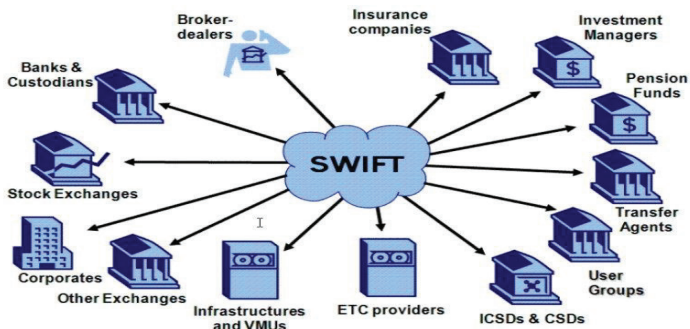 Broker-
dealers
Insurance
companies
Investment
Managers
Banks &
Custodians
Pension
Funds
SWIFT
Stock Exchanges
Transfer
Agents
Corporates
Other Exchanges
User
Groups
Infrastructures
and VMUs
ETC providers
ICSDs & CSDs